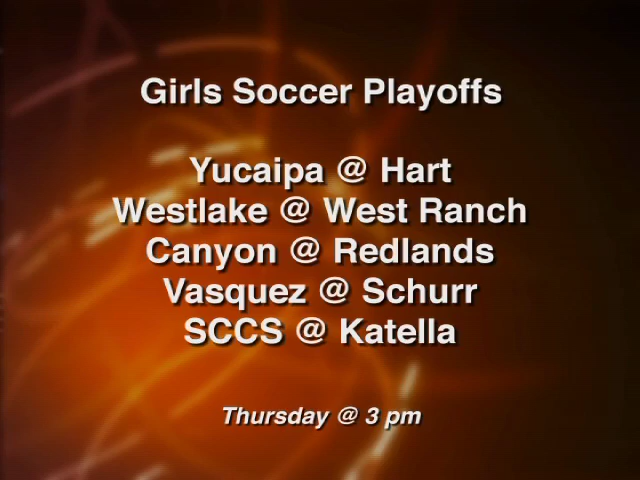 Girls Soccer Playoffs
Yucaipa @ Hart
Westlake @ West Ranch
Canyon @ Redlands
Vasquez @ Schurr
SCCS @ Katella
Thursday @ 3 pm